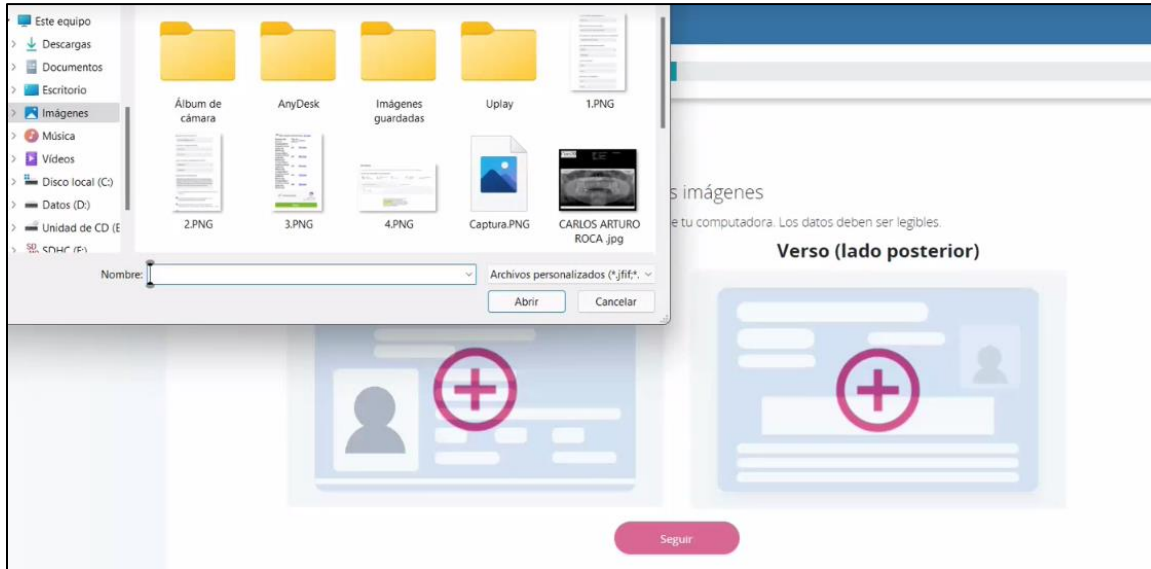 Este equipo
Descargas
Documentos
Escritorio
Imágenes
Música
Vídeos
Disco local (C:)
Datos (D:)
Unidad de CD (E
SDHC (F:)
Álbum de
cámara
AnyDesk
Imágenes
guardadas
Uplay
1.PNG
2.PNG
3.PNG
4.PNG
Captura.PNG
CARLOS ARTURO
ROCA .jpg
Nombre:
Archivos personalizados (*.jfif;*.
Abrir
Cancelar
s imágenes
e tu computadora. Los datos deben ser legibles.
Verso (lado posterior)
Seguir